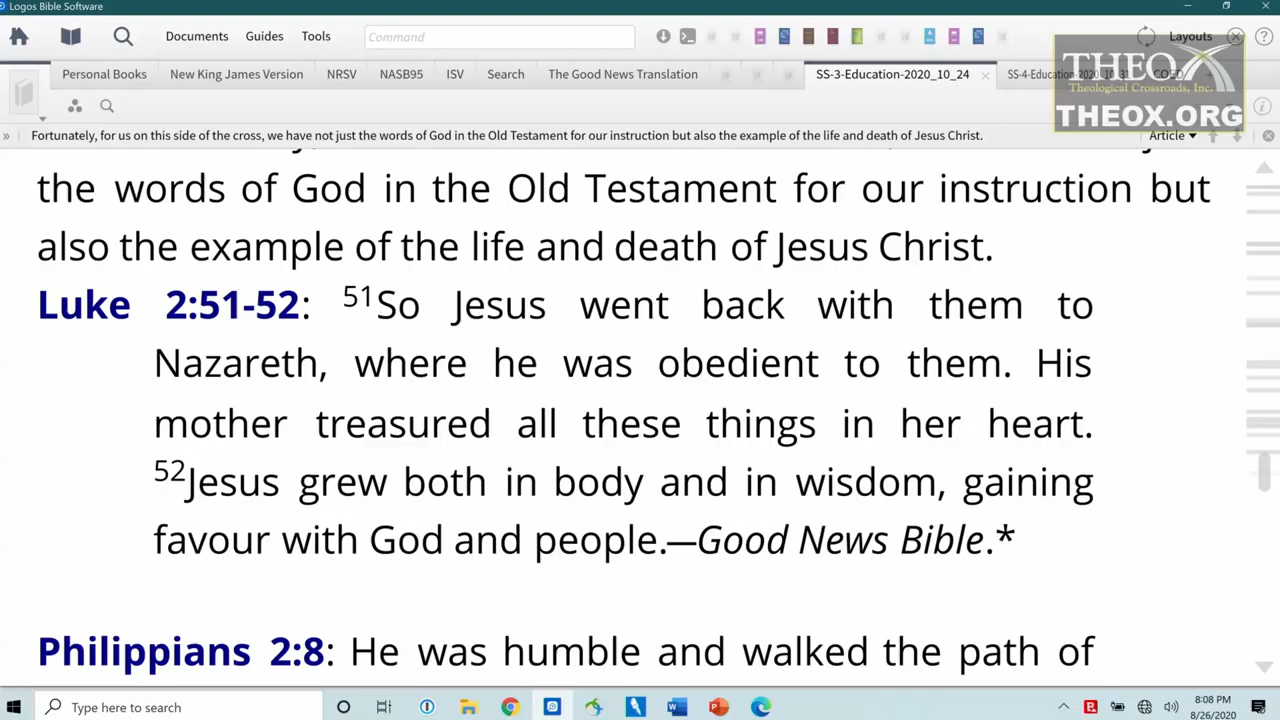 Logos Bible Software
Documents Guides Tools Command Layouts
Personal Books New King James Version NRSV NASB95 ISV Search The Good News Translation SS-3-Education-2020_10_24 SS-4-Education-2020_10_31
THEOX
Theological Crossroads, Inc.
THEOX.ORG
Fortunately, for us on this side of the cross, we have not just the words of God in the Old Testament for our instruction but also the example of the life and death of Jesus Christ. Article
the words of God in the Old Testament for our instruction but
also the example of the life and death of Jesus Christ.
Luke 2:51-52: 51So Jesus went back with them to
Nazareth, where he was obedient to them. His
mother treasured all these things in her heart.
52Jesus grew both in body and in wisdom, gaining
favour with God and people.—Good News Bible.*
Philippians 2:8: He was humble and walked the path of
Type here to search
8:08 PM
8/26/2020